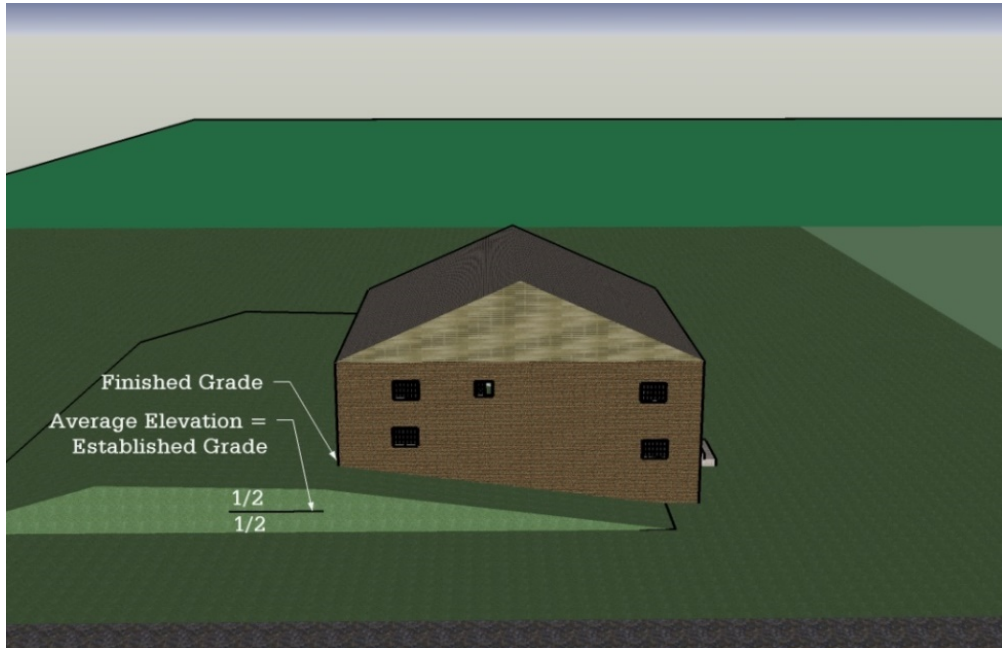 Finished Grade
Average Elevation =
Established Grade
1/2
1/2